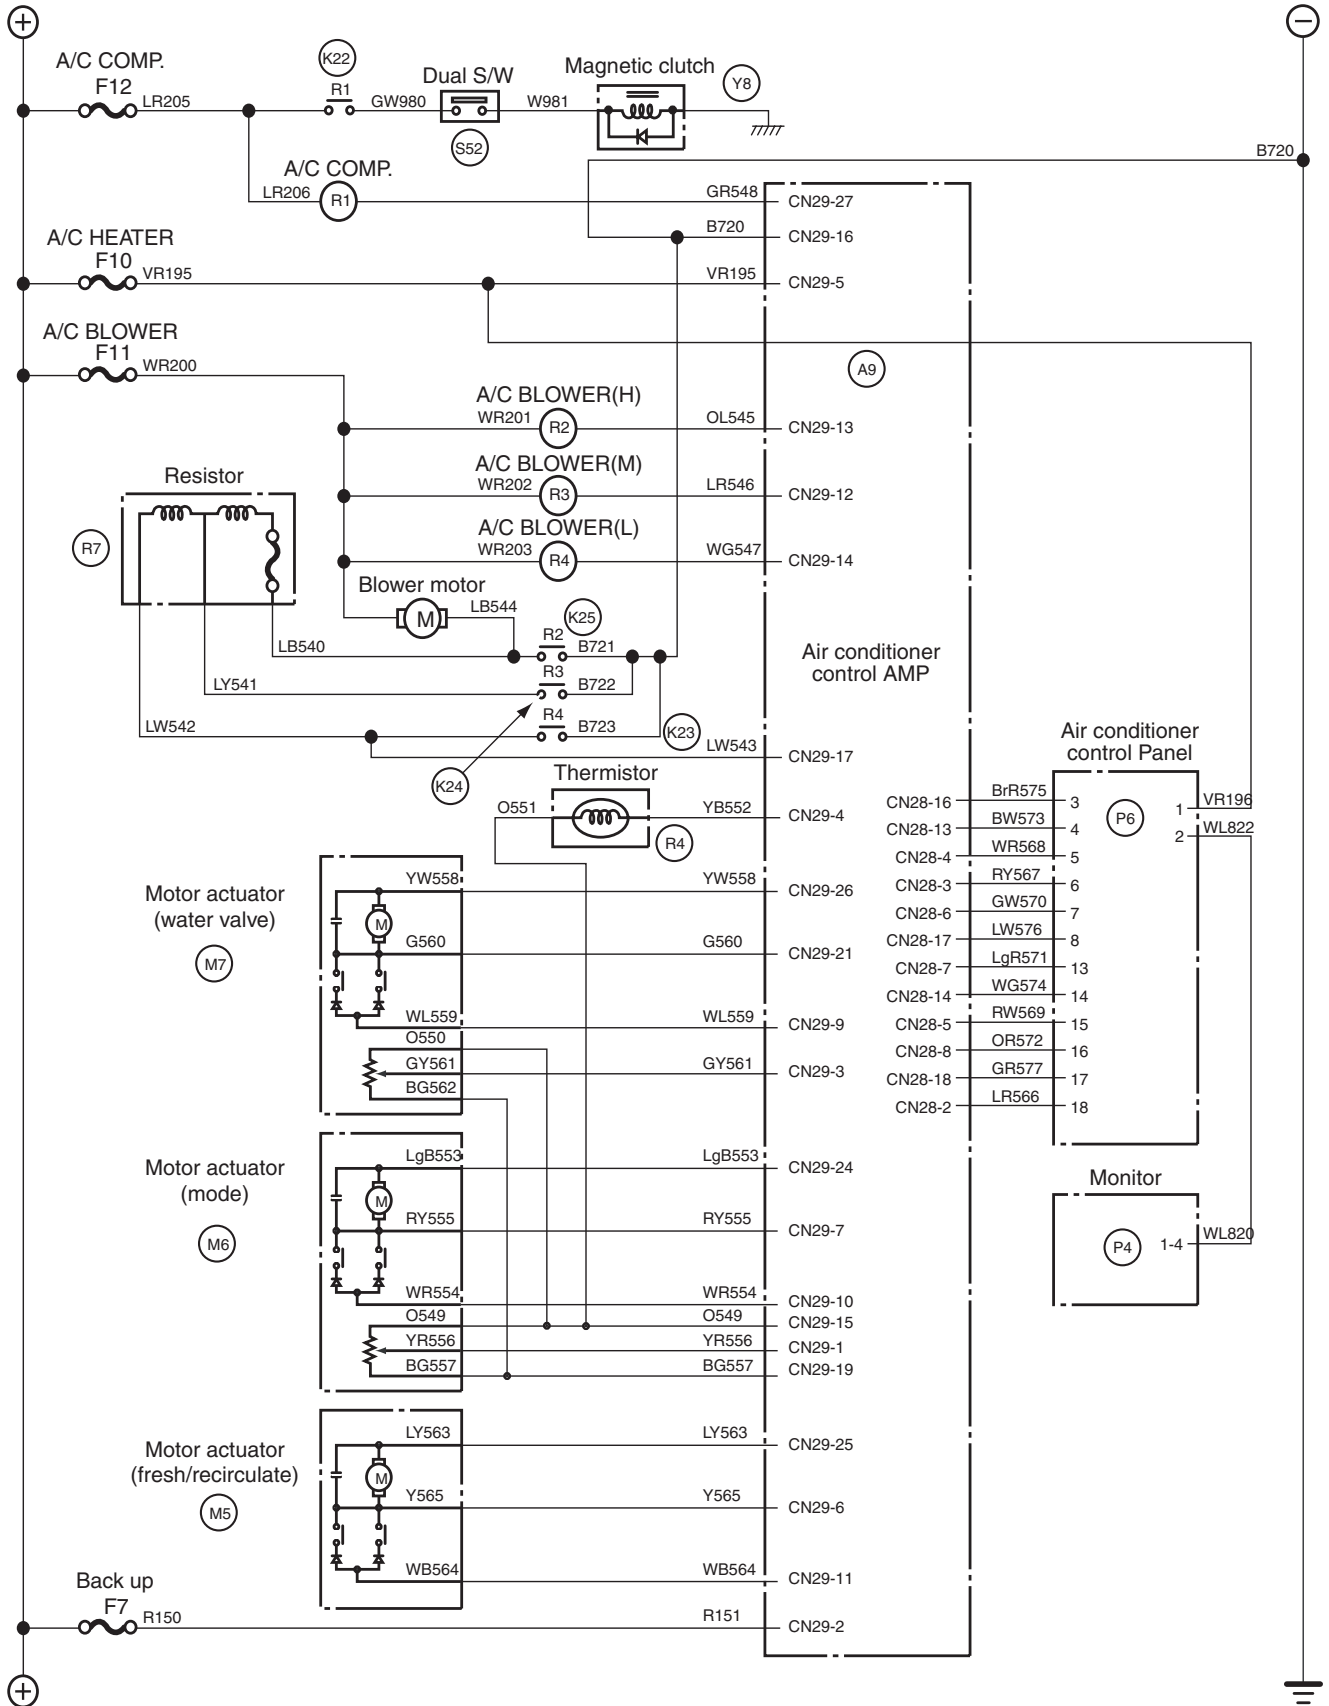 +
−
A/C COMP.
F12
LR205
K22
R1
GW980
Dual S/W
S52
W981
Magnetic clutch
Y8
B720
A/C COMP.
LR206
R1
GR548
CN29-27
B720
CN29-16
A/C HEATER
F10
VR195
VR195
CN29-5
A/C BLOWER
F11
WR200
A9
A/C BLOWER(H)
WR201
R2
OL545
CN29-13
A/C BLOWER(M)
WR202
R3
LR546
CN29-12
A/C BLOWER(L)
WR203
R4
WG547
CN29-14
Resistor
R7
Blower motor
M
LB544
K25
LB540
R2
B721
LY541
R3
B722
LW542
R4
B723
K23
LW543
CN29-17
K24
Air conditioner
control AMP
Thermistor
O551
YB552
CN29-4
R4
Air conditioner
control Panel
P6
CN28-16
BrR575
3
CN28-13
BW573
4
CN28-4
WR568
5
CN28-3
RY567
6
CN28-6
GW570
7
CN28-17
LW576
8
CN28-7
LgR571
13
CN28-14
WG574
14
CN28-5
RW569
15
CN28-8
OR572
16
CN28-18
GR577
17
CN28-2
LR566
18
1
VR196
2
WL822
Motor actuator
(water valve)
M7
M
YW558
YW558
CN29-26
G560
G560
CN29-21
WL559
WL559
CN29-9
O550
GY561
GY561
CN29-3
BG562
Motor actuator
(mode)
M6
M
LgB553
LgB553
CN29-24
RY555
RY555
CN29-7
WR554
WR554
CN29-10
O549
O549
CN29-15
YR556
YR556
CN29-1
BG557
BG557
CN29-19
Monitor
P4
1-4
WL820
Motor actuator
(fresh/recirculate)
M5
M
LY563
LY563
CN29-25
Y565
Y565
CN29-6
WB564
WB564
CN29-11
Back up
F7
R150
R151
CN29-2
+